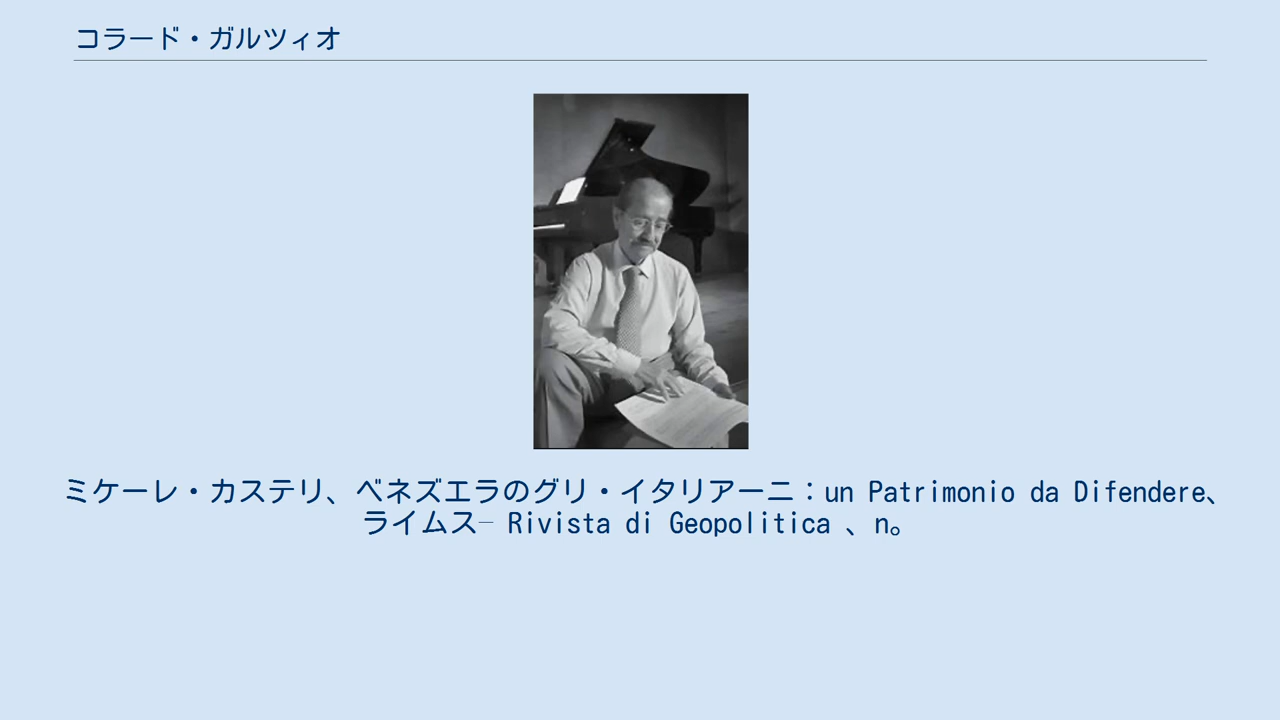 コラード・ガルツィオ
ミケーレ・カステリ、ベネズエラのグリ・イタリアーニ：un Patrimonio da Difendere、
ライムス– Rivista di Geopolitica 、n。